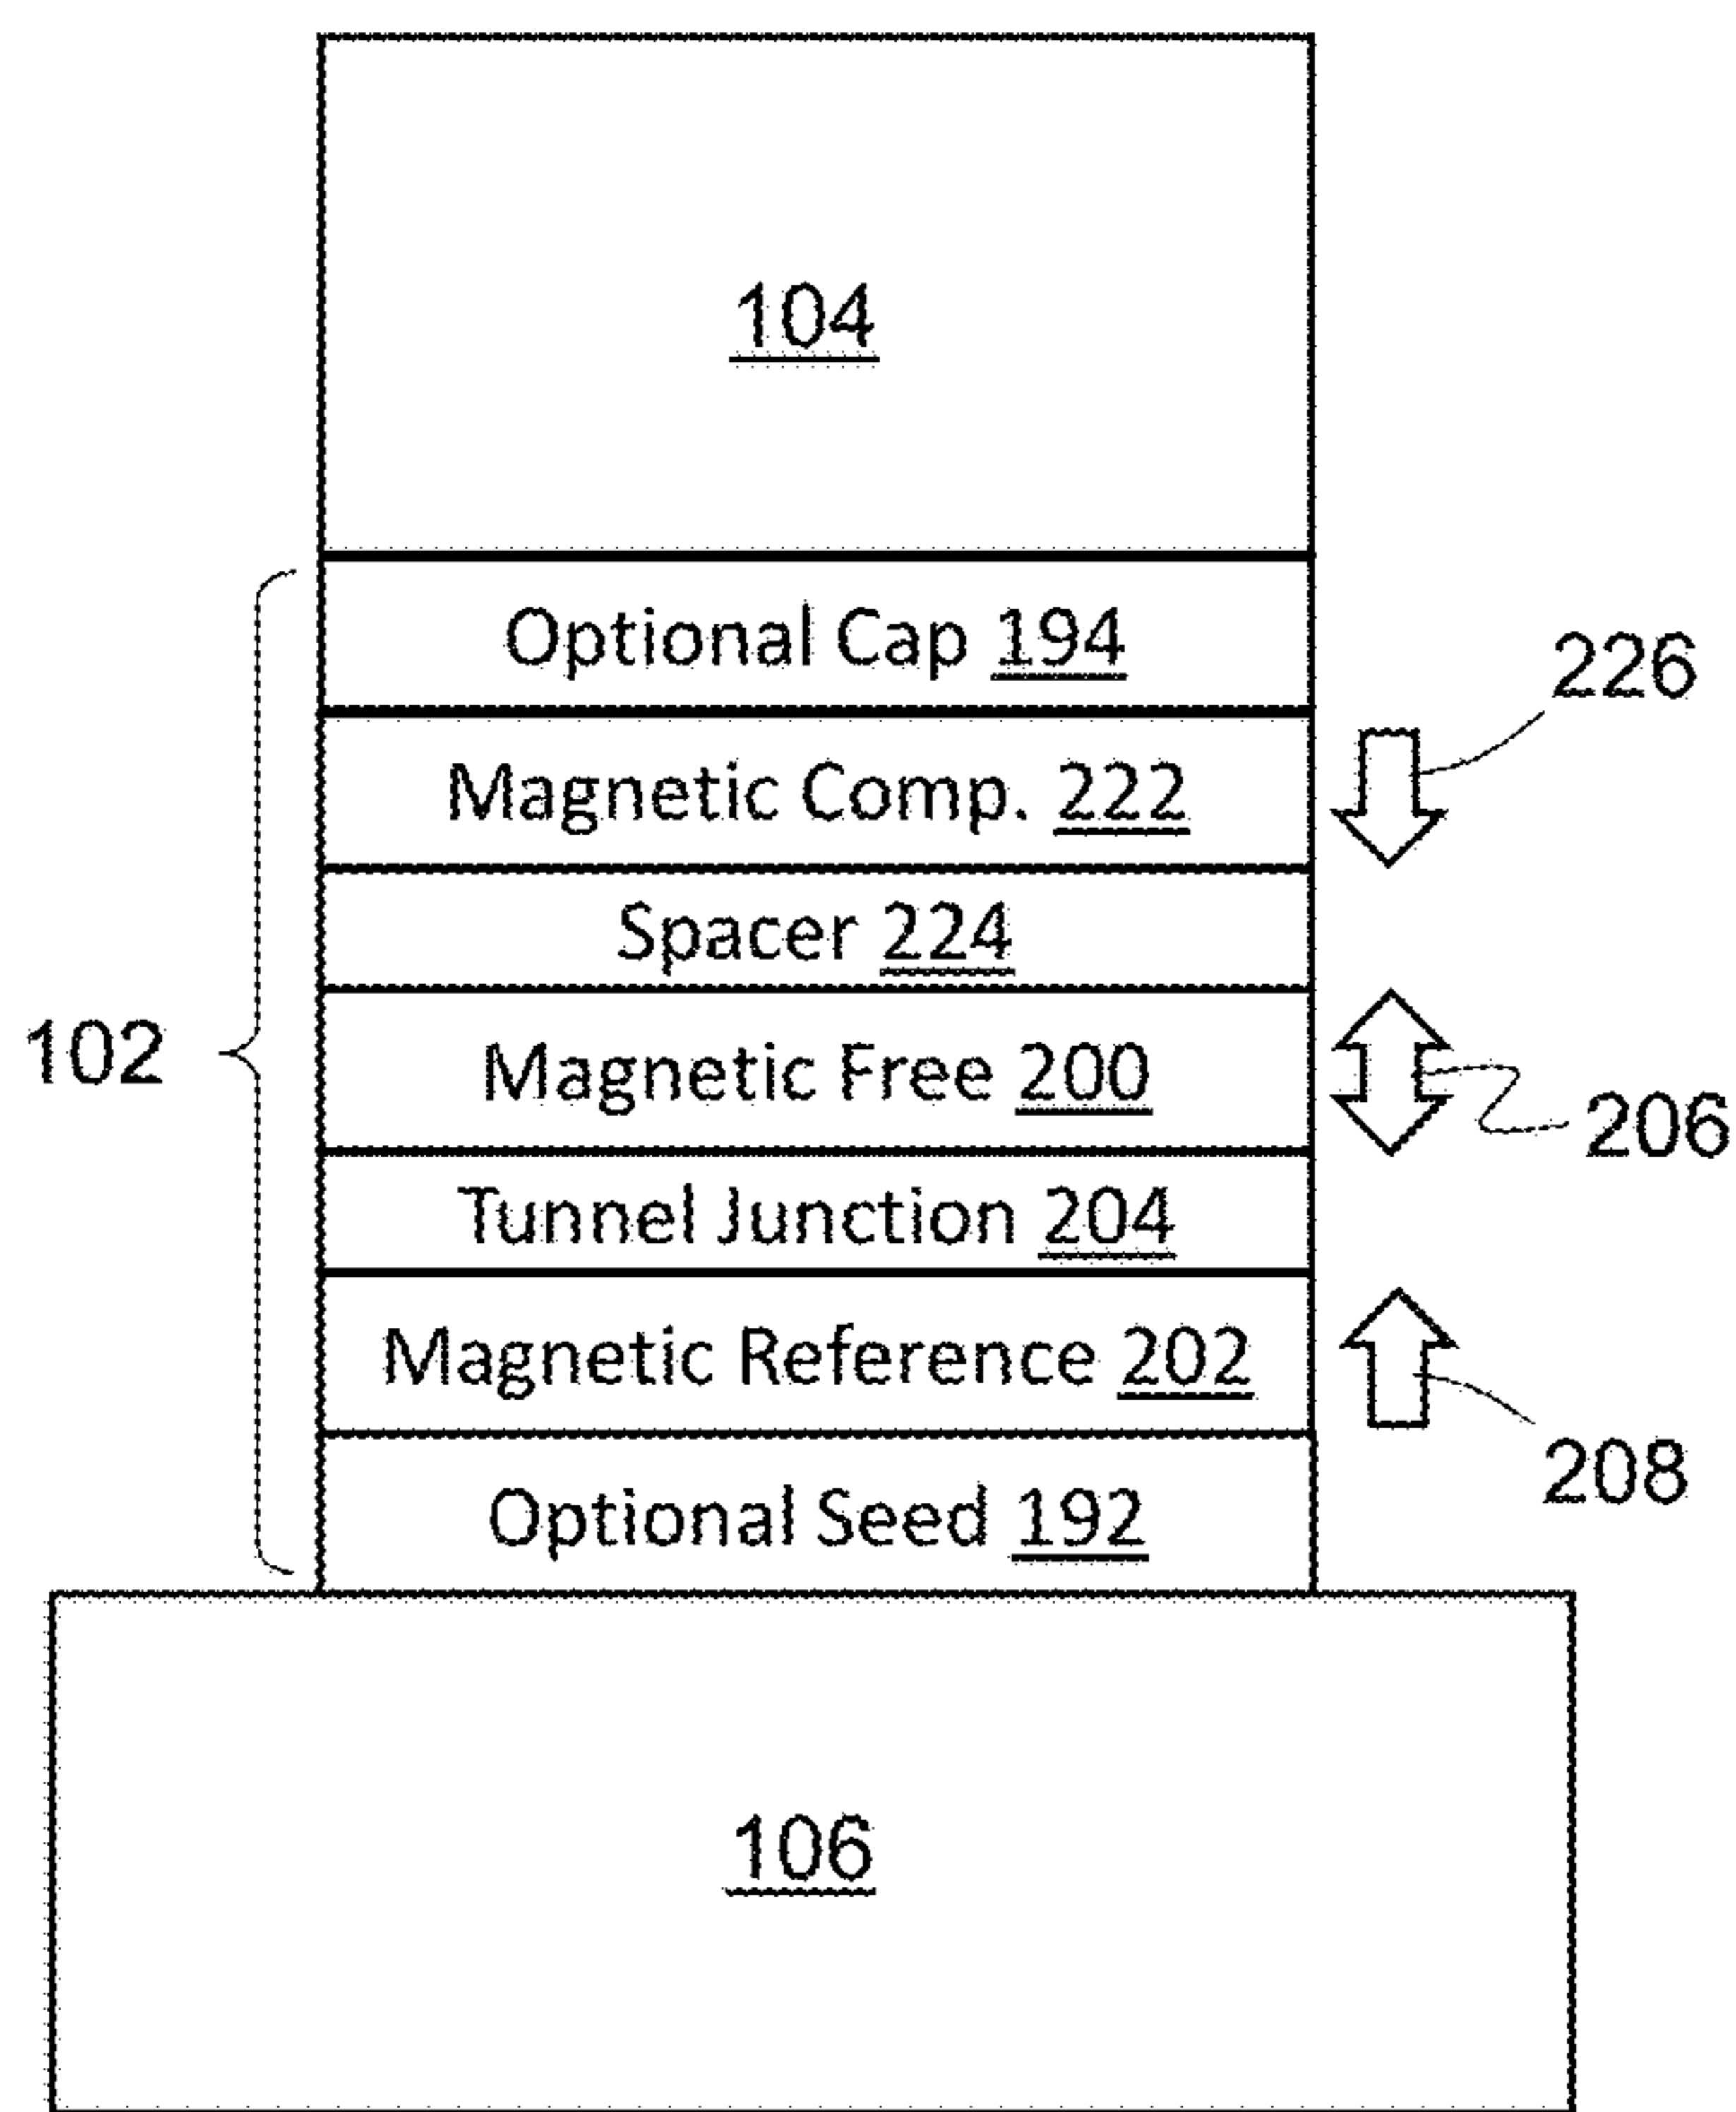 104
Optional Cap 194
226
Magnetic Comp. 222
Spacer 224
102
Magnetic Free 200
206
Tunnel Junction 204
Magnetic Reference 202
208
Optional Seed 192
106